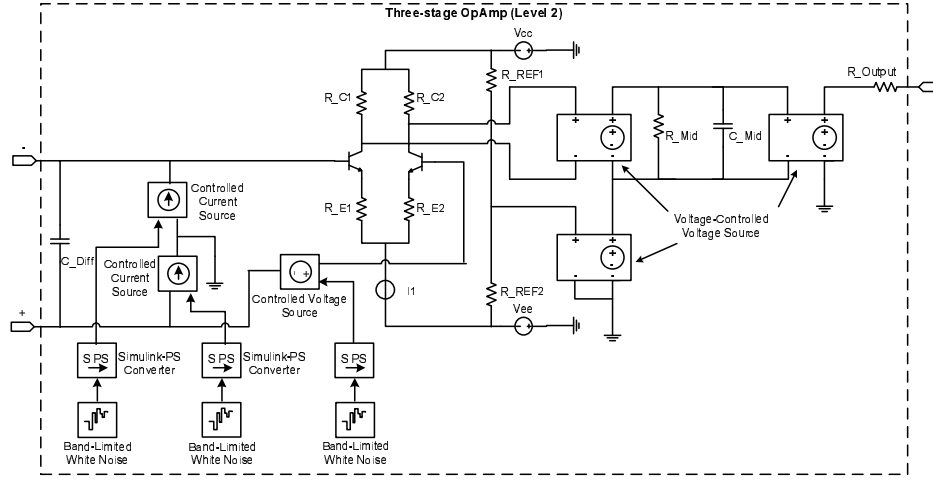 Three-stage OpAmp (Level 2)
Vcc
R_REF1
R_Output
R_C1
R_C2
+
+
+
+
+
+
+
R_Mid
C_Mid
-
-
-
-
-
Controlled
Current
Source
R_E1
R_E2
Voltage-Controlled
Voltage Source
+
+
+
-
-
C_Diff
Controlled
Current
Source
- +
Controlled Voltage
Source
I1
R_REF2
Vee
+
S PS
Simulink-PS
Converter
S PS
Simulink-PS
Converter
S PS
Band-Limited
White Noise
Band-Limited
White Noise
Band-Limited
White Noise